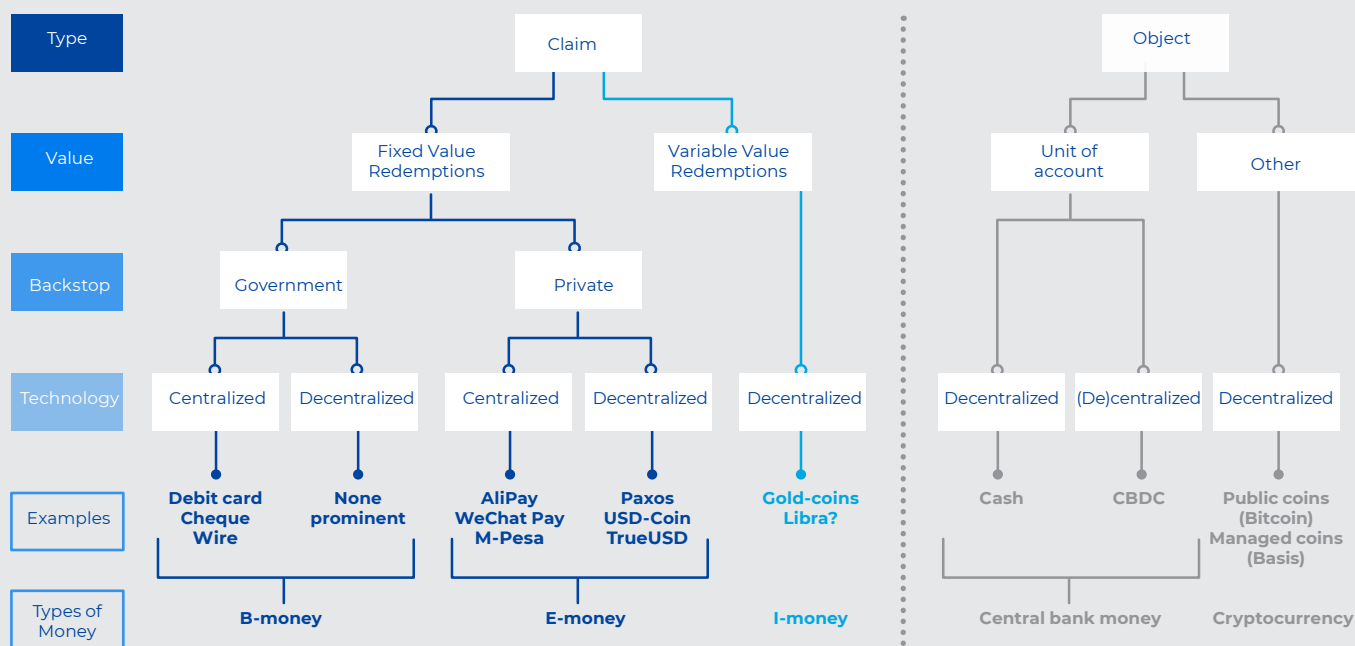 Type
Claim
Object
Value
Fixed Value
Redemptions
Variable Value
Redemptions
Unit of
account
Other
Backstop
Government
Private
Technology
Centralized
Decentralized
Centralized
Decentralized
Decentralized
Decentralized
(De)centralized
Decentralized
Examples
Debit card
Cheque
Wire
None
prominent
AliPay
WeChat Pay
M-Pesa
Paxos
USD-Coin
TrueUSD
Gold-coins
Libra?
Cash
CBDC
Public coins
(Bitcoin)
Managed coins
(Basis)
Types of
Money
B-money
E-money
I-money
Central bank money
Cryptocurrency